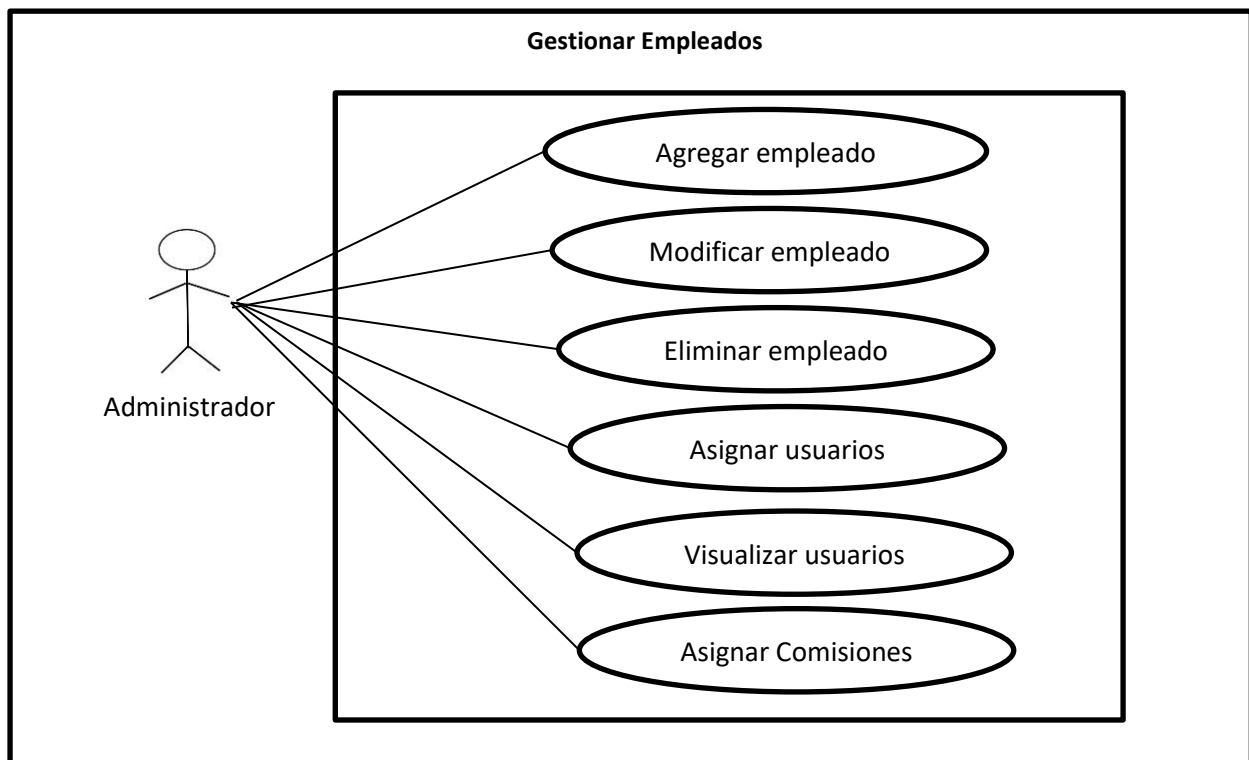 Gestionar Empleados
Agregar empleado
Modificar empleado
Eliminar empleado
Administrador
Asignar usuarios
Visualizar usuarios
Asignar Comisiones